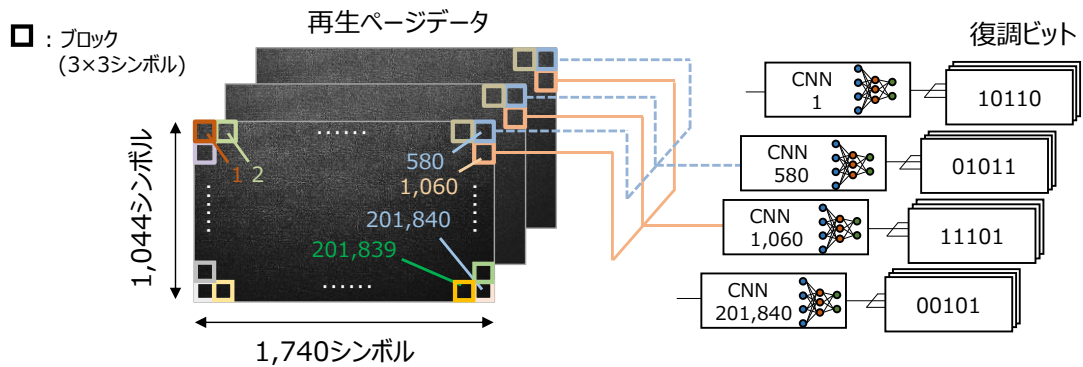 再生ページデータ
: ブロック
(3×3シンボル)
復調ビット
1,044シンボル
1,740シンボル
……
1
2
580
1,060
201,840
201,839
……
CNN
1
10110
CNN
580
01011
CNN
1,060
11101
CNN
201,840
00101